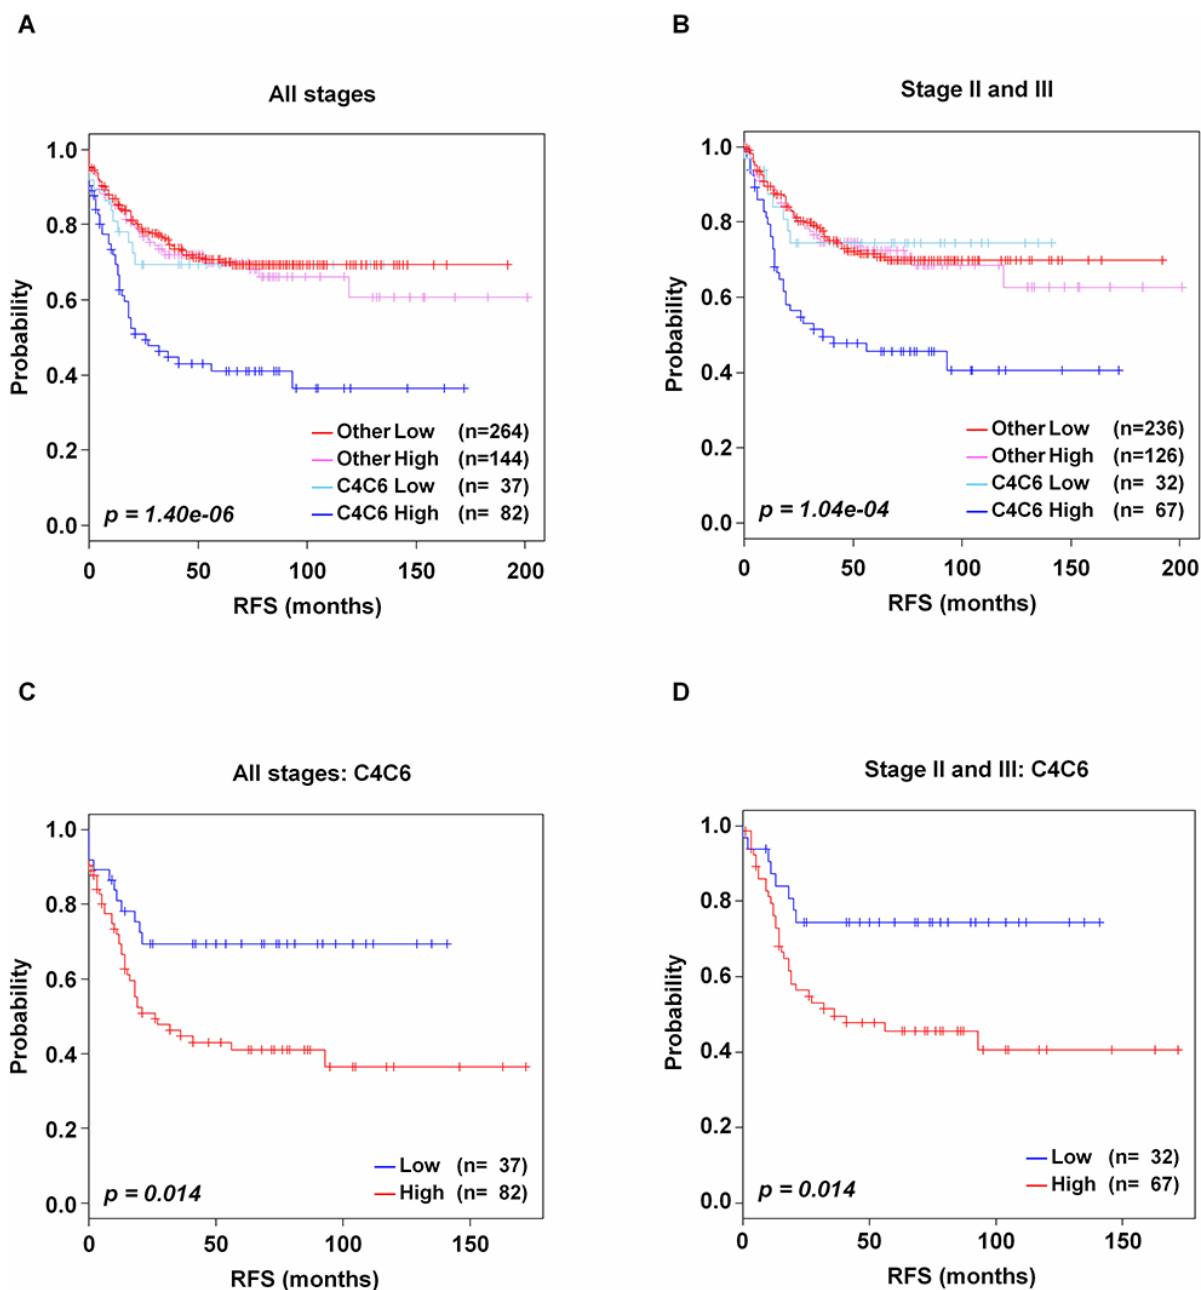 A
All stages
Probability
1.0
0.8
0.6
0.4
0.2
0.0
Other Low (n=264)
Other High (n=144)
C4C6 Low (n= 37)
C4C6 High (n= 82)
p = 1.40e-06
0 50 100 150 200
RFS (months)
B
Stage II and III
Probability
1.0
0.8
0.6
0.4
0.2
0.0
Other Low (n=236)
Other High (n=126)
C4C6 Low (n= 32)
C4C6 High (n= 67)
p = 1.04e-04
0 50 100 150 200
RFS (months)
C
All stages: C4C6
Probability
1.0
0.8
0.6
0.4
0.2
0.0
Low (n= 37)
High (n= 82)
p = 0.014
0 50 100 150
RFS (months)
D
Stage II and III: C4C6
Probability
1.0
0.8
0.6
0.4
0.2
0.0
Low (n= 32)
High (n= 67)
p = 0.014
0 50 100 150
RFS (months)